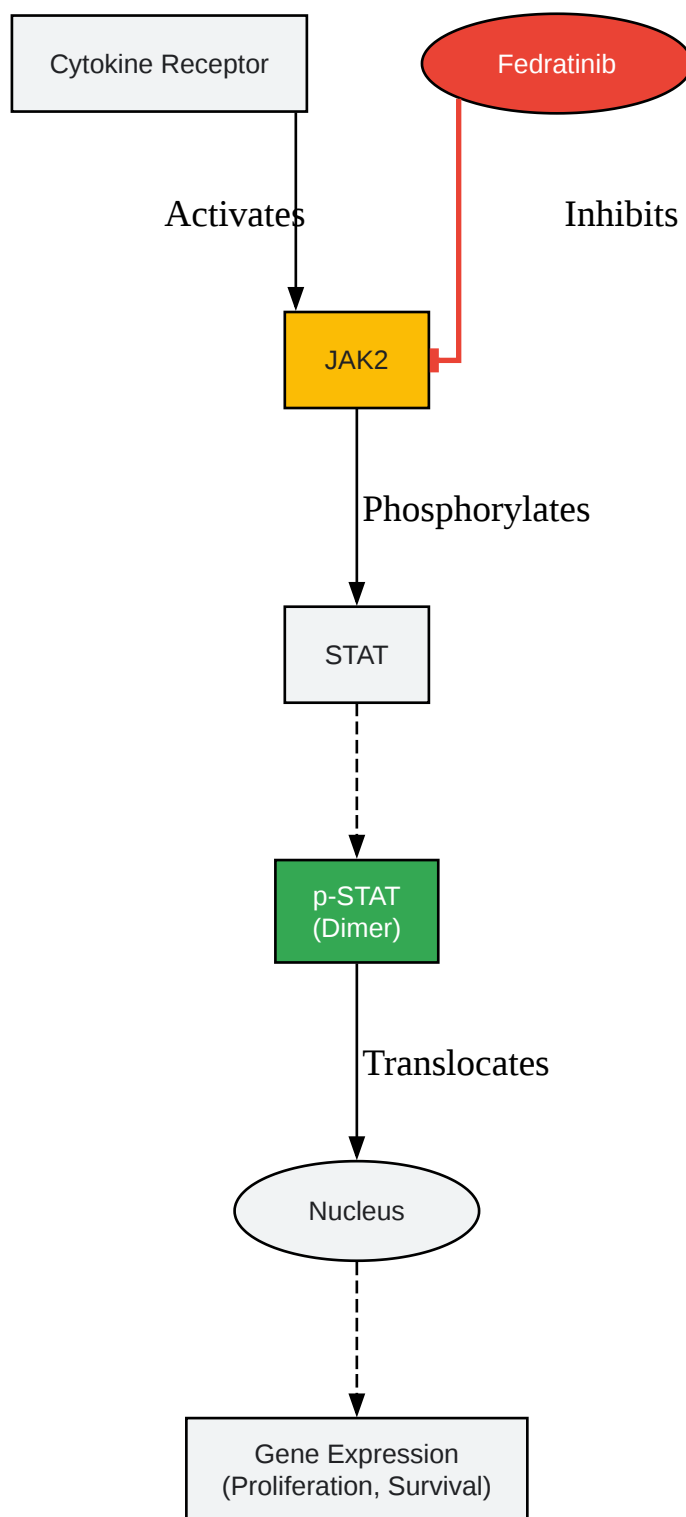 Cytokine Receptor
Fedratinib
Activates
Inhibits
JAK2
Phosphorylates
STAT
p-STAT
(Dimer)
Translocates
Nucleus
Gene Expression
(Proliferation, Survival)